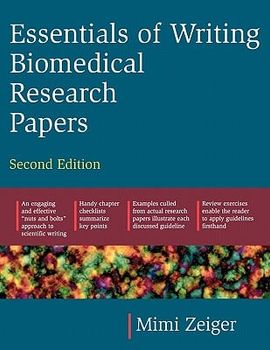 Essentials of Writing
Biomedical
Research
Papers
Second Edition
An engaging
and effective
"nuts and bolts"
approach to
scientific writing
Handy chapter
checklists
summarize
key points
Examples culled
from actual research
papers illustrate each
discussed guideline
Review exercises
enable the reader
to apply guidelines
firsthand
Mimi Zeiger